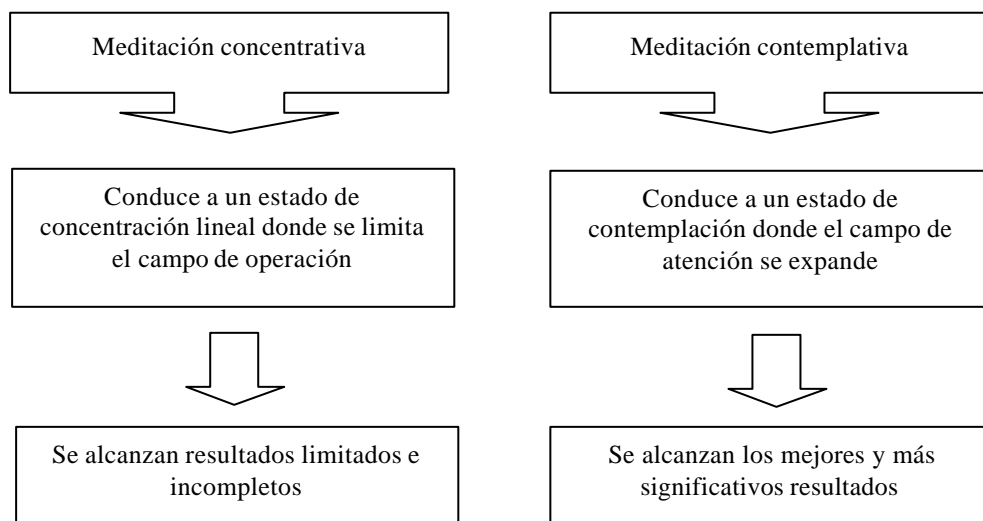 Meditación concentrativa
Meditación contemplativa
Conduce a un estado de
concentración lineal donde se limita
el campo de operación
Conduce a un estado de
contemplación donde el campo de
atención se expande
Se alcanzan resultados limitados e
incompletos
Se alcanzan los mejores y más
significativos resultados